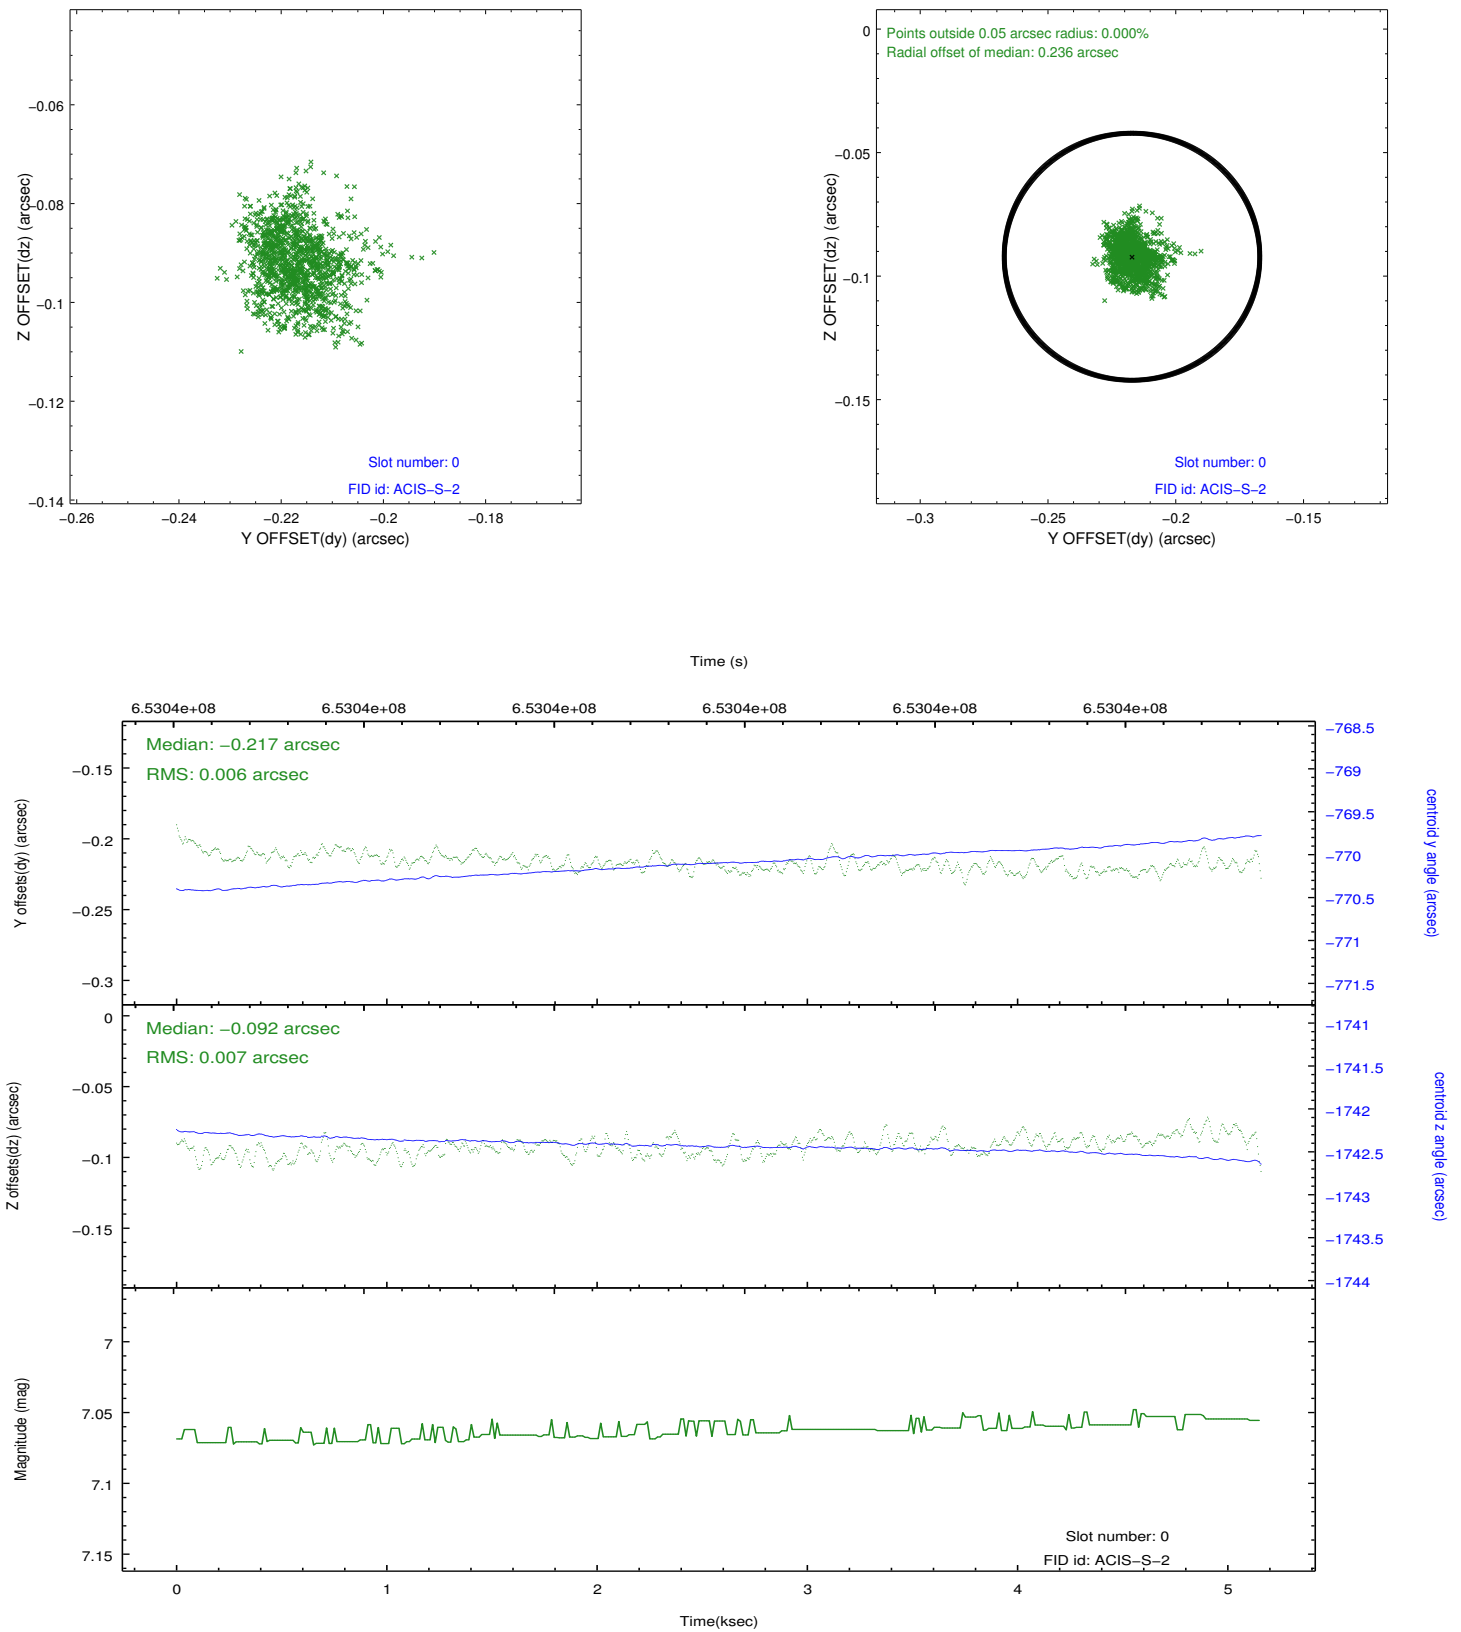 −0.06
−0.08
−0.1
−0.12
−0.14
Z OFFSET(dz) (arcsec)
Slot number: 0
FID id: ACIS−S−2
−0.26 −0.24 −0.22 −0.2 −0.18
Y OFFSET(dy) (arcsec)
Points outside 0.05 arcsec radius: 0.000%
Radial offset of median: 0.236 arcsec
0
−0.05
−0.1
−0.15
Z OFFSET(dz) (arcsec)
Slot number: 0
FID id: ACIS−S−2
−0.3 −0.25 −0.2 −0.15
Y OFFSET(dy) (arcsec)
Time (s)
6.5304e+08 6.5304e+08 6.5304e+08 6.5304e+08 6.5304e+08 6.5304e+08
Median: −0.217 arcsec
RMS: 0.006 arcsec
−0.15
−0.2
−0.25
−0.3
Y offsets(dy) (arcsec)
−768.5
−769
−769.5
−770
−770.5
−771
−771.5
centroid y angle (arcsec)
Median: −0.092 arcsec
RMS: 0.007 arcsec
0
−0.05
−0.1
−0.15
Z offsets(dz) (arcsec)
−1741
−1741.5
−1742
−1742.5
−1743
−1743.5
−1744
centroid z angle (arcsec)
7
7.05
7.1
7.15
Magnitude (mag)
Slot number: 0
FID id: ACIS−S−2
0 1 2 3 4 5
Time(ksec)